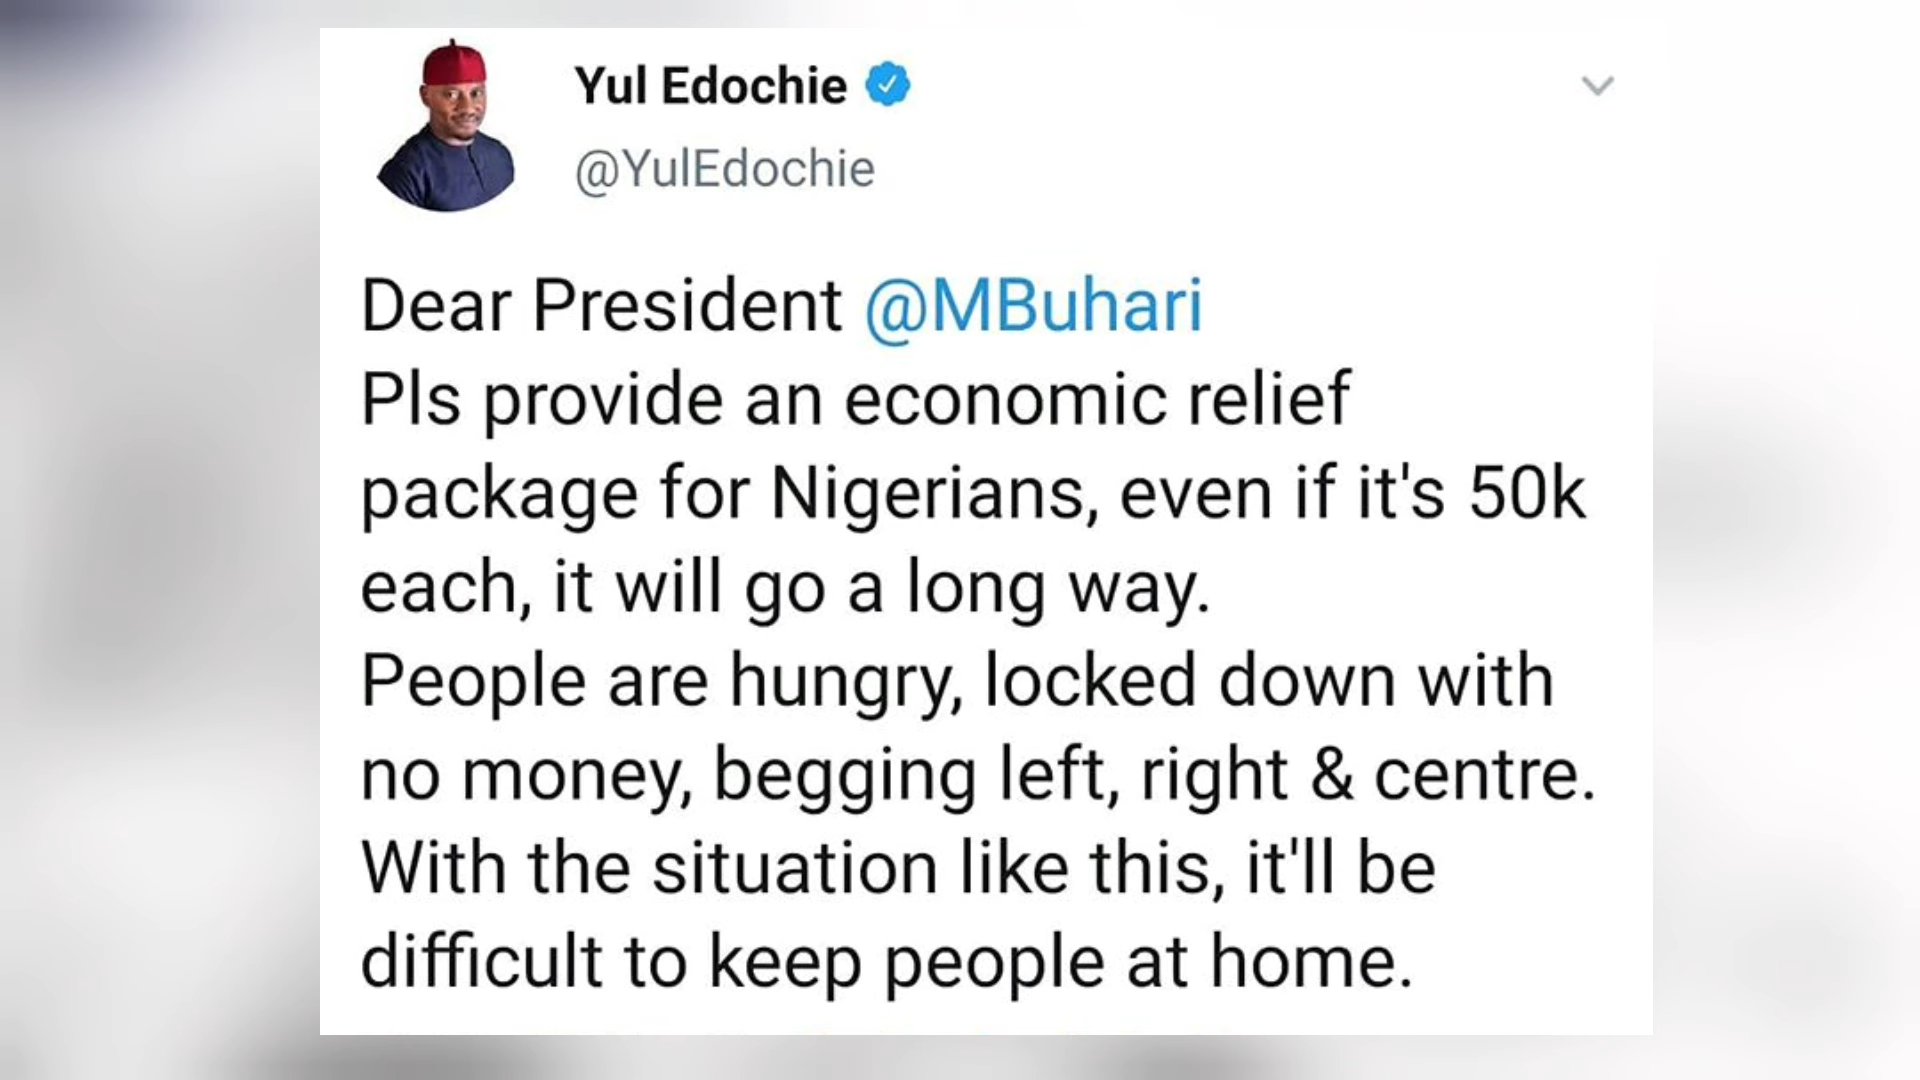 Yul Edochie
@YulEdochie
Dear President @MBuhari
Pls provide an economic relief
package for Nigerians, even if it's 50k
each, it will go a long way.
People are hungry, locked down with
no money, begging left, right & centre.
With the situation like this, it'll be
difficult to keep people at home.